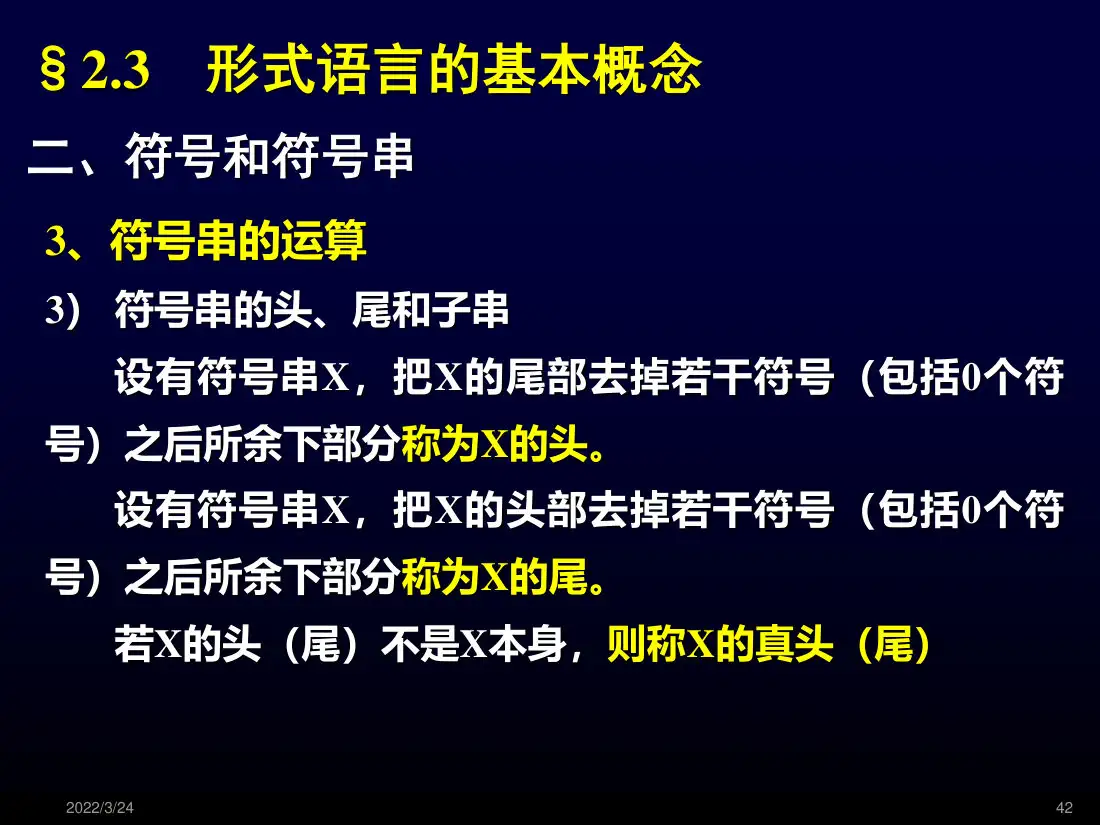 §2.3 形式语言的基本概念
二、符号和符号串
3、符号串的运算
3） 符号串的头、尾和子串
设有符号串X，把X的尾部去掉若干符号（包括0个符
号）之后所余下部分称为X的头。
设有符号串X，把X的头部去掉若干符号（包括0个符
号）之后所余下部分称为X的尾。
若X的头（尾）不是X本身，则称X的真头（尾）
2022/3/24
42